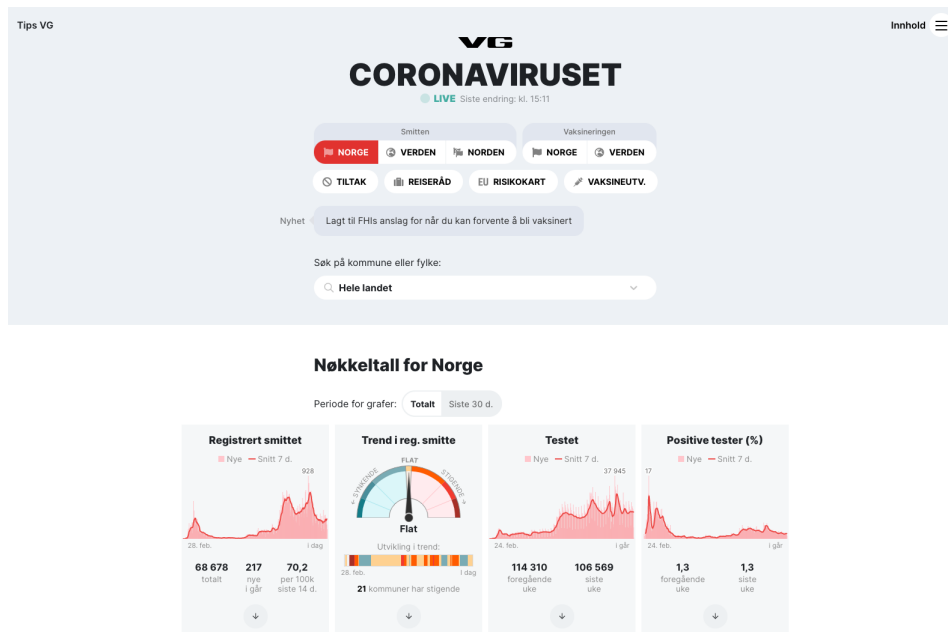 Tips VG
Innhold
VG
CORONAVIRUSET
LIVE Siste endring: kl. 15:11
Smitten
Vaksineringen
NORGE VERDEN NORDEN
NORGE VERDEN
TILTAK REISERÅD EU RISIKOKART VAKSINEUTV.
Nyhet Lagt til FHIs anslag for når du kan forvente å bli vaksinert
Søk på kommune eller fylke:
Hele landet
Nøkkeltall for Norge
Periode for grafer: Totalt Siste 30 d.
Registrert smittet
Nye Snitt 7 d.
928
28. feb. i dag
68 678 217 70,2
totalt nye per 100k
i går siste 14 d.
Trend i reg. smitte
FLAT
← SYNKENDE STIGENDE →
Flat
Utvikling i trend:
28. feb. I dag
21 kommuner har stigende
Testet
Nye Snitt 7 d.
37 945
24. feb. i går
114 310 106 569
foregående siste
uke uke
Positive tester (%)
Nye Snitt 7 d.
17
24. feb. i går
1,3 1,3
foregående siste
uke uke